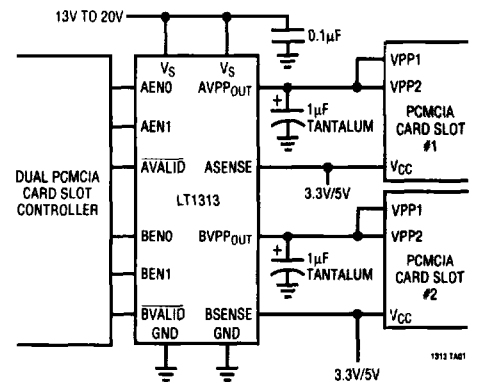 13V TO 20V
0.1µF
VS
VS
AEN0
AVPPOUT
VPP1
VPP2
AEN1
1µF
TANTALUM
PCMCIA
CARD SLOT
#1
AVALID
ASENSE
VCC
3.3V/5V
DUAL PCMCIA
CARD SLOT
CONTROLLER
LT1313
VPP1
BEN0
BVPPOUT
VPP2
BEN1
1µF
TANTALUM
PCMCIA
CARD SLOT
#2
BVALID
BSENSE
VCC
GND
GND
3.3V/5V
1313 TA01